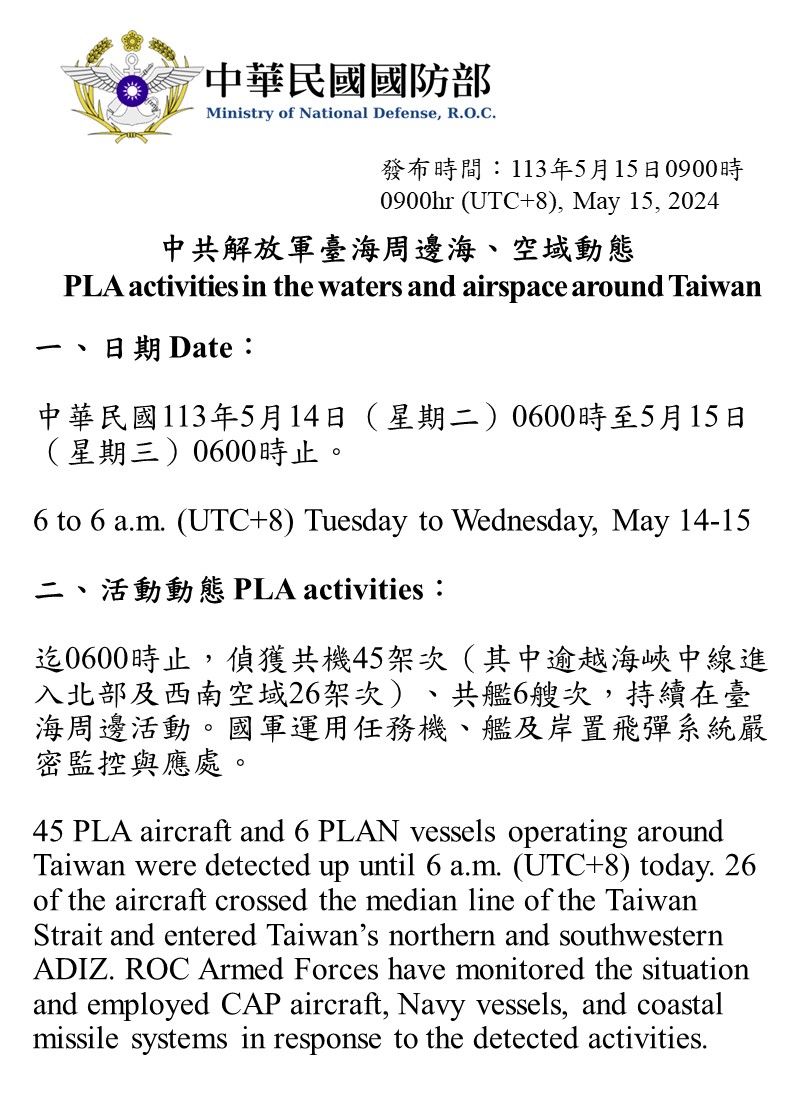 中華民國國防部
Ministry of National Defense, R.O.C.
發布時間：113年5月15日0900時
0900hr (UTC+8), May 15, 2024
中共解放軍臺海周邊海、空域動態
PLA activities in the waters and airspace around Taiwan
一、日期 Date：
中華民國113年5月14日（星期二）0600時至5月15日
（星期三）0600時止。
6 to 6 a.m. (UTC+8) Tuesday to Wednesday, May 14-15
二、活動動態 PLA activities：
迄0600時止，偵獲共機45架次（其中逾越海峽中線進
入北部及西南空域26架次）、共艦6艘次，持續在臺
海周邊活動。國軍運用任務機、艦及岸置飛彈系統嚴
密監控與應處。
45 PLA aircraft and 6 PLAN vessels operating around
Taiwan were detected up until 6 a.m. (UTC+8) today. 26
of the aircraft crossed the median line of the Taiwan
Strait and entered Taiwan’s northern and southwestern
ADIZ. ROC Armed Forces have monitored the situation
and employed CAP aircraft, Navy vessels, and coastal
missile systems in response to the detected activities.